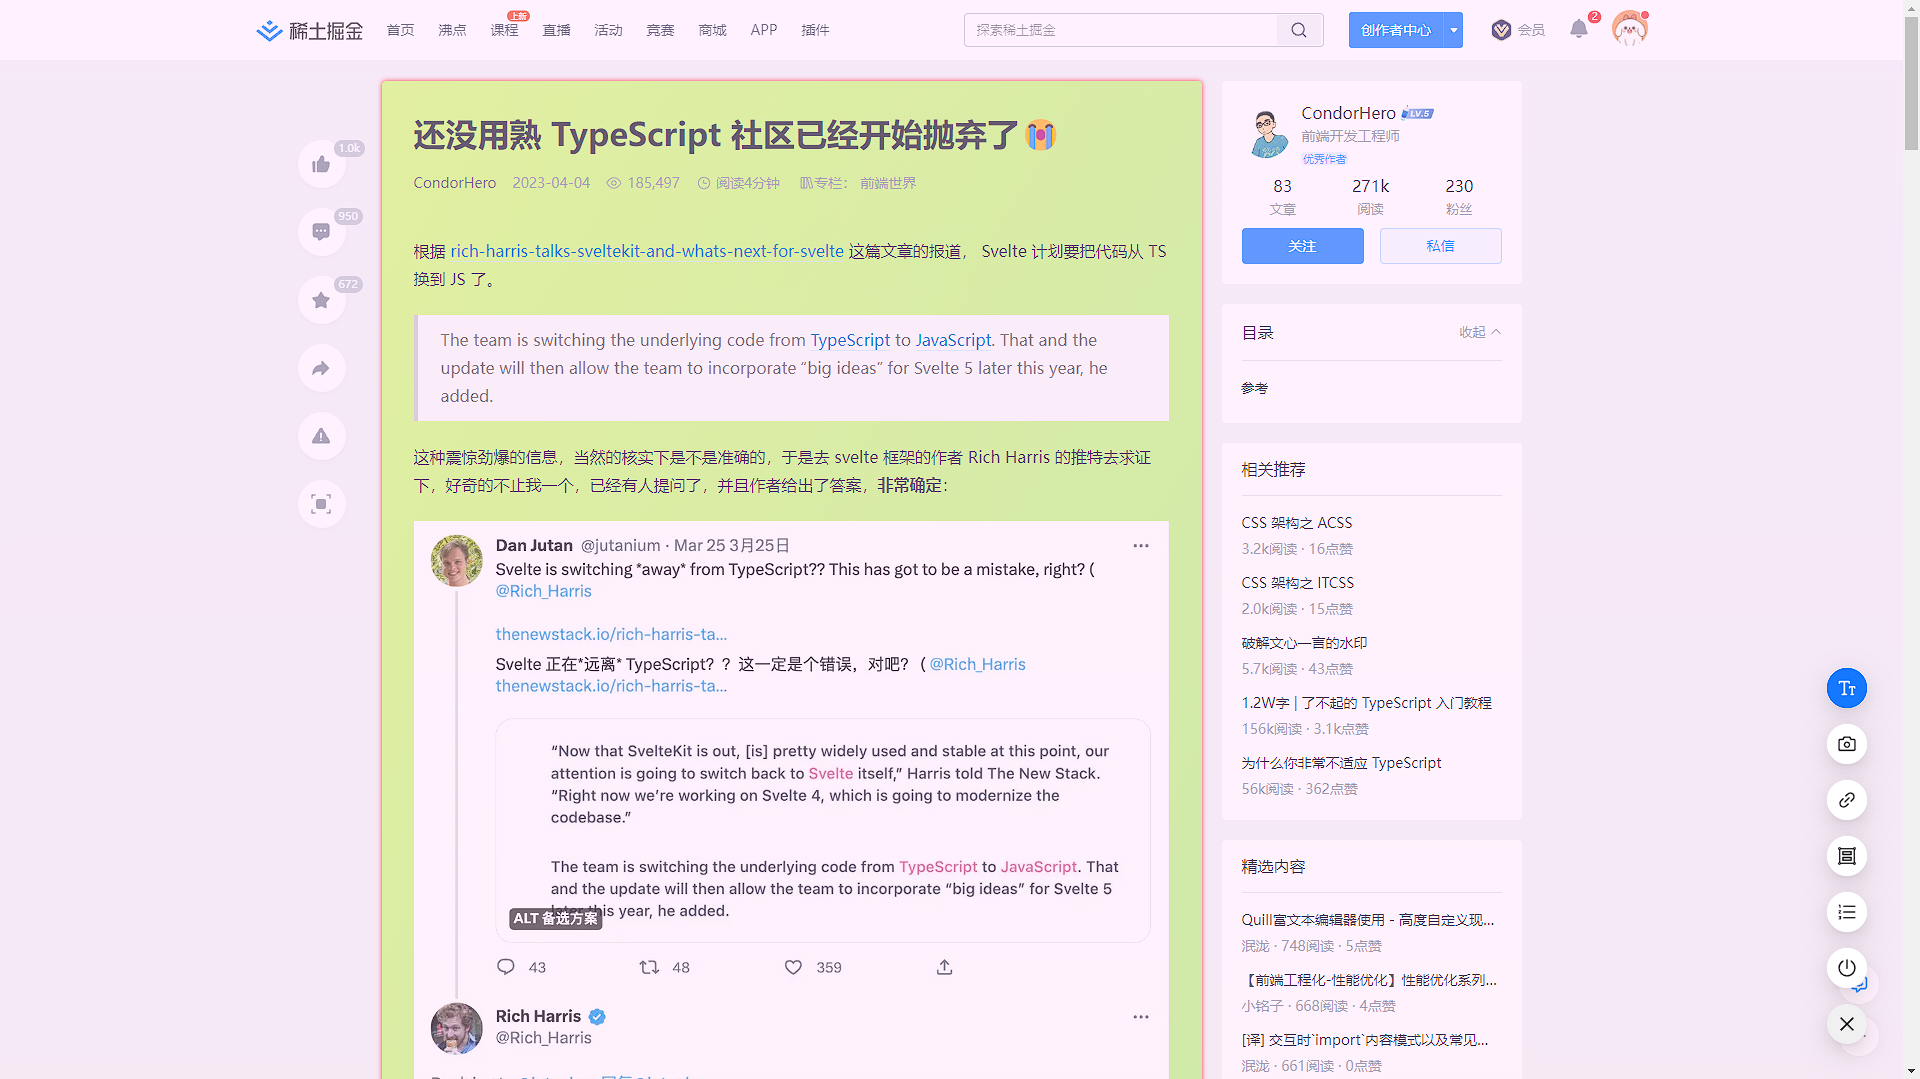 稀土掘金
首页
沸点
课程
上新
直播
活动
竞赛
商城
APP
插件
探索稀土掘金
创作者中心
会员
2
1.0k
950
672
还没用熟 TypeScript 社区已经开始抛弃了😭
CondorHero 2023-04-04 185,497 阅读4分钟 专栏： 前端世界
根据 rich-harris-talks-sveltekit-and-whats-next-for-svelte 这篇文章的报道， Svelte 计划要把代码从 TS
换到 JS 了。
The team is switching the underlying code from TypeScript to JavaScript. That and the
update will then allow the team to incorporate “big ideas” for Svelte 5 later this year, he
added.
这种震惊劲爆的信息，当然的核实下是不是准确的，于是去 svelte 框架的作者 Rich Harris 的推特去求证
下，好奇的不止我一个，已经有人提问了，并且作者给出了答案，非常确定：
Dan Jutan @jutanium · Mar 25 3月25日
Svelte is switching *away* from TypeScript?? This has got to be a mistake, right? (
@Rich_Harris
thenewstack.io/rich-harris-ta...
Svelte 正在*远离* TypeScript？？这一定是个错误，对吧？（ @Rich_Harris
thenewstack.io/rich-harris-ta...
“Now that SvelteKit is out, [is] pretty widely used and stable at this point, our
attention is going to switch back to Svelte itself,” Harris told The New Stack.
“Right now we’re working on Svelte 4, which is going to modernize the
codebase.”
The team is switching the underlying code from TypeScript to JavaScript. That
and the update will then allow the team to incorporate “big ideas” for Svelte 5
later this year, he added.
ALT 备选方案
43
48
359
Rich Harris
@Rich_Harris
CondorHero LV.5
前端开发工程师
优秀作者
83
文章
271k
阅读
230
粉丝
关注
私信
目录
收起
参考
相关推荐
CSS 架构之 ACSS
3.2k阅读 · 16点赞
CSS 架构之 ITCSS
2.0k阅读 · 15点赞
破解文心一言的水印
5.7k阅读 · 43点赞
1.2W字 | 了不起的 TypeScript 入门教程
156k阅读 · 3.1k点赞
为什么你非常不适应 TypeScript
56k阅读 · 362点赞
精选内容
Quill富文本编辑器使用 - 高度自定义现...
泯泷 · 748阅读 · 5点赞
【前端工程化-性能优化】性能优化系列...
小铭子 · 668阅读 · 4点赞
[译] 交互时`import`内容模式以及常见...
泯泷 · 661阅读 · 0点赞